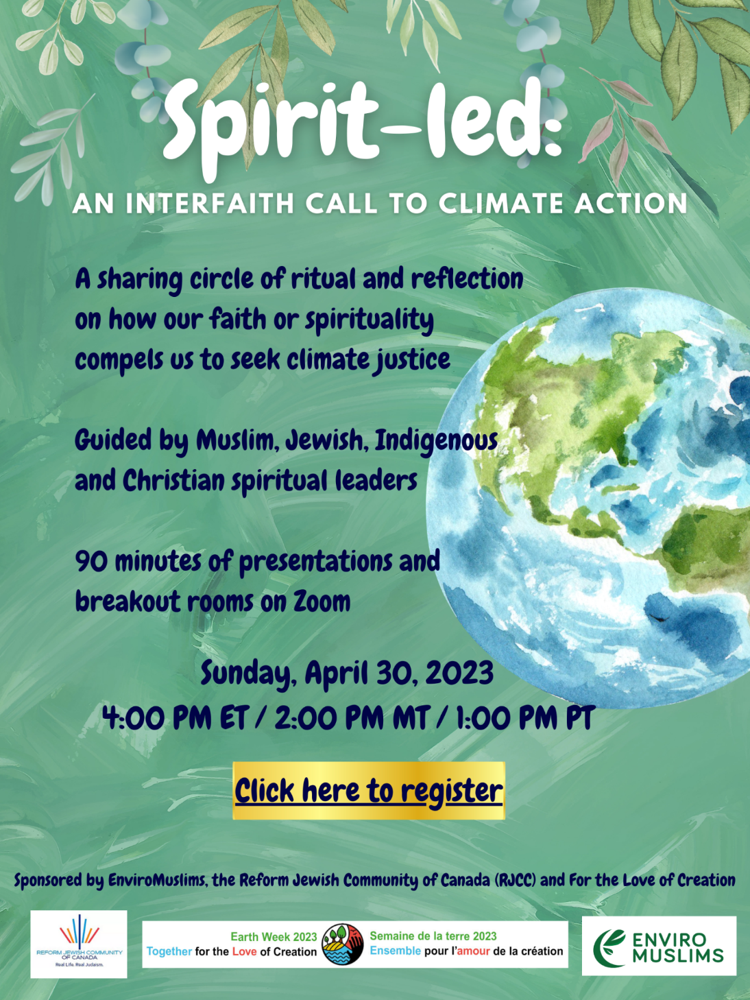 Spirit-led:
AN INTERFAITH CALL TO CLIMATE ACTION
A sharing circle of ritual and reflection
on how our faith or spirituality
compels us to seek climate justice
Guided by Muslim, Jewish, Indigenous
and Christian spiritual leaders
90 minutes of presentations and
breakout rooms on Zoom
Sunday, April 30, 2023
4:00 PM ET / 2:00 PM MT / 1:00 PM PT
Click here to register
Sponsored by EnviroMuslims, the Reform Jewish Community of Canada (RJCC) and For the Love of Creation
REFORM JEWISH COMMUNITY
OF CANADA
Real Life. Real Judaism.
Earth Week 2023
Together for the Love of Creation
Semaine de la terre 2023
Ensemble pour l'amour de la création
ENVIRO
MUSLIMS